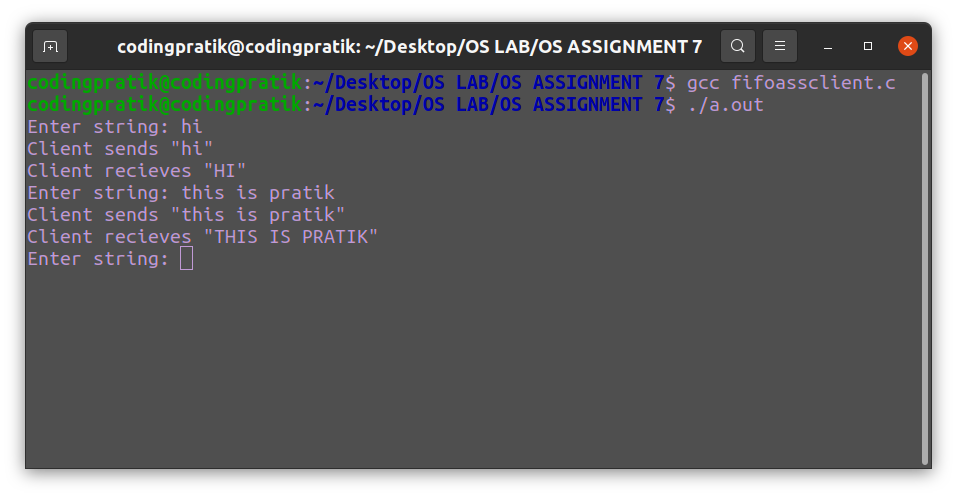 codingpratik@codingpratik: ~/Desktop/OS LAB/OS ASSIGNMENT 7
codingpratik@codingpratik:~/Desktop/OS LAB/OS ASSIGNMENT 7$ gcc fifoassclient.c
codingpratik@codingpratik:~/Desktop/OS LAB/OS ASSIGNMENT 7$ ./a.out
Enter string: hi
Client sends "hi"
Client recieves "HI"
Enter string: this is pratik
Client sends "this is pratik"
Client recieves "THIS IS PRATIK"
Enter string: